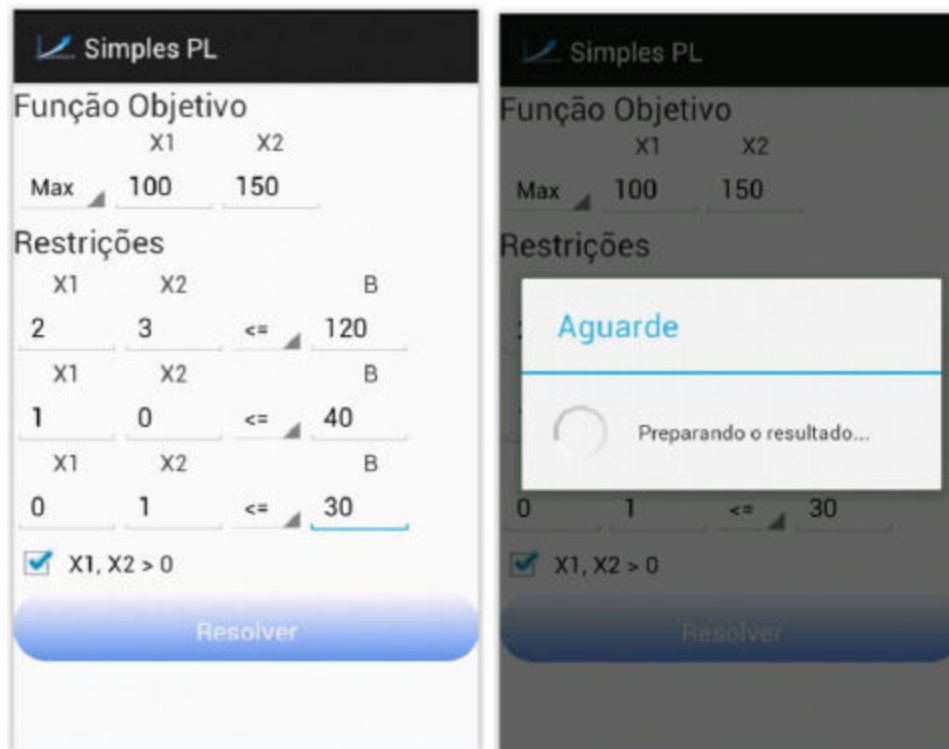 Simples PL
Função Objetivo
X1 X2
Max 100 150
Restrições
X1 X2 B
2 3 <= 120
X1 X2 B
1 0 <= 40
X1 X2 B
0 1 <= 30
X1, X2 > 0
Resolver
Simples PL
Função Objetivo
X1 X2
Max 100 150
Restrições
Aguarde
Preparando o resultado...
0 1 <= 30
X1, X2 > 0
Resolver